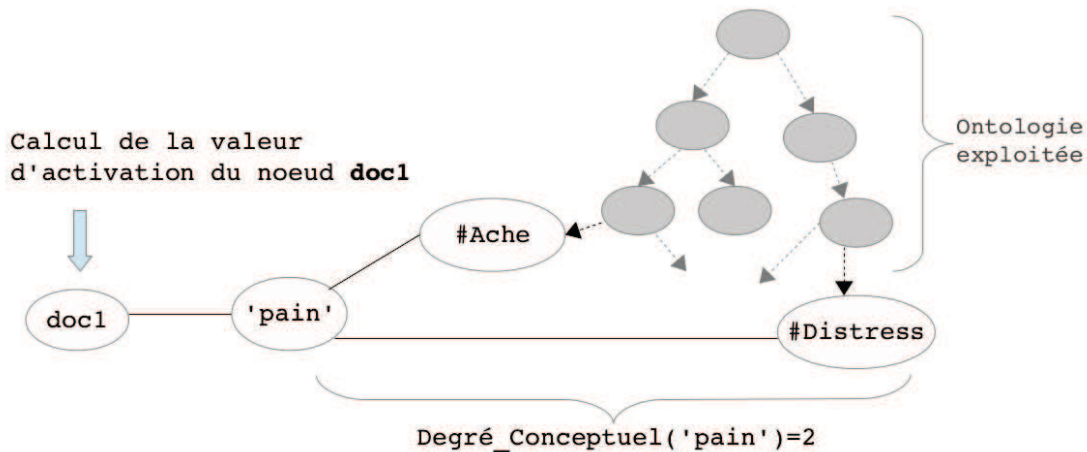 Calcul de la valeur
d'activation du noeud doc1
Ontologie
exploitée
#Ache
doc1
'pain'
#Distress
Degré_Conceptuel('pain')=2